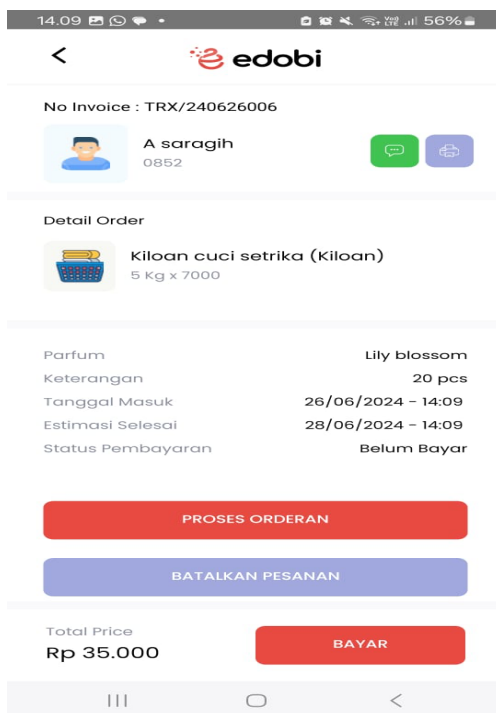 14.09 56%
edobi
No Invoice : TRX/240626006
A saragih
0852
Detail Order
Kiloan cuci setrika (Kiloan)
5 Kg x 7000
Parfum Lily blossom
Keterangan 20 pcs
Tanggal Masuk 26/06/2024 - 14:09
Estimasi Selesai 28/06/2024 - 14:09
Status Pembayaran Belum Bayar
PROSES ORDERAN
BATALKAN PESANAN
Total Price
Rp 35.000
BAYAR